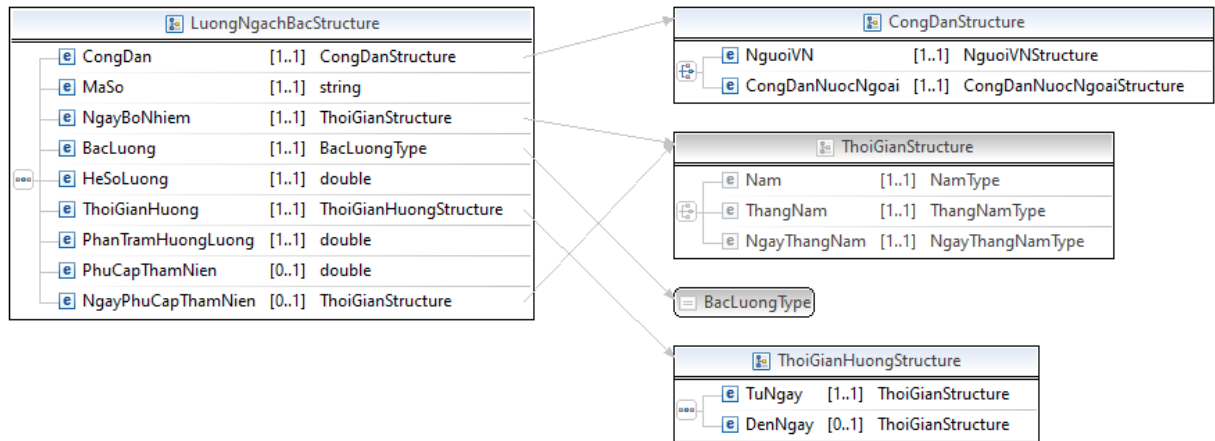 LuongNgachBacStructure
CongDan [1..1] CongDanStructure
MaSo [1..1] string
NgayBoNhiem [1..1] ThoiGianStructure
BacLuong [1..1] BacLuongType
HeSoLuong [1..1] double
ThoiGianHuong [1..1] ThoiGianHuongStructure
PhanTramHuongLuong [1..1] double
PhuCapThamNien [0..1] double
NgayPhuCapThamNien [0..1] ThoiGianStructure
CongDanStructure
NguoiVN [1..1] NguoiVNStructure
CongDanNuocNgoai [1..1] CongDanNuocNgoaiStructure
ThoiGianStructure
Nam [1..1] NamType
ThangNam [1..1] ThangNamType
NgayThangNam [1..1] NgayThangNamType
BacLuongType
ThoiGianHuongStructure
TuNgay [1..1] ThoiGianStructure
DenNgay [0..1] ThoiGianStructure